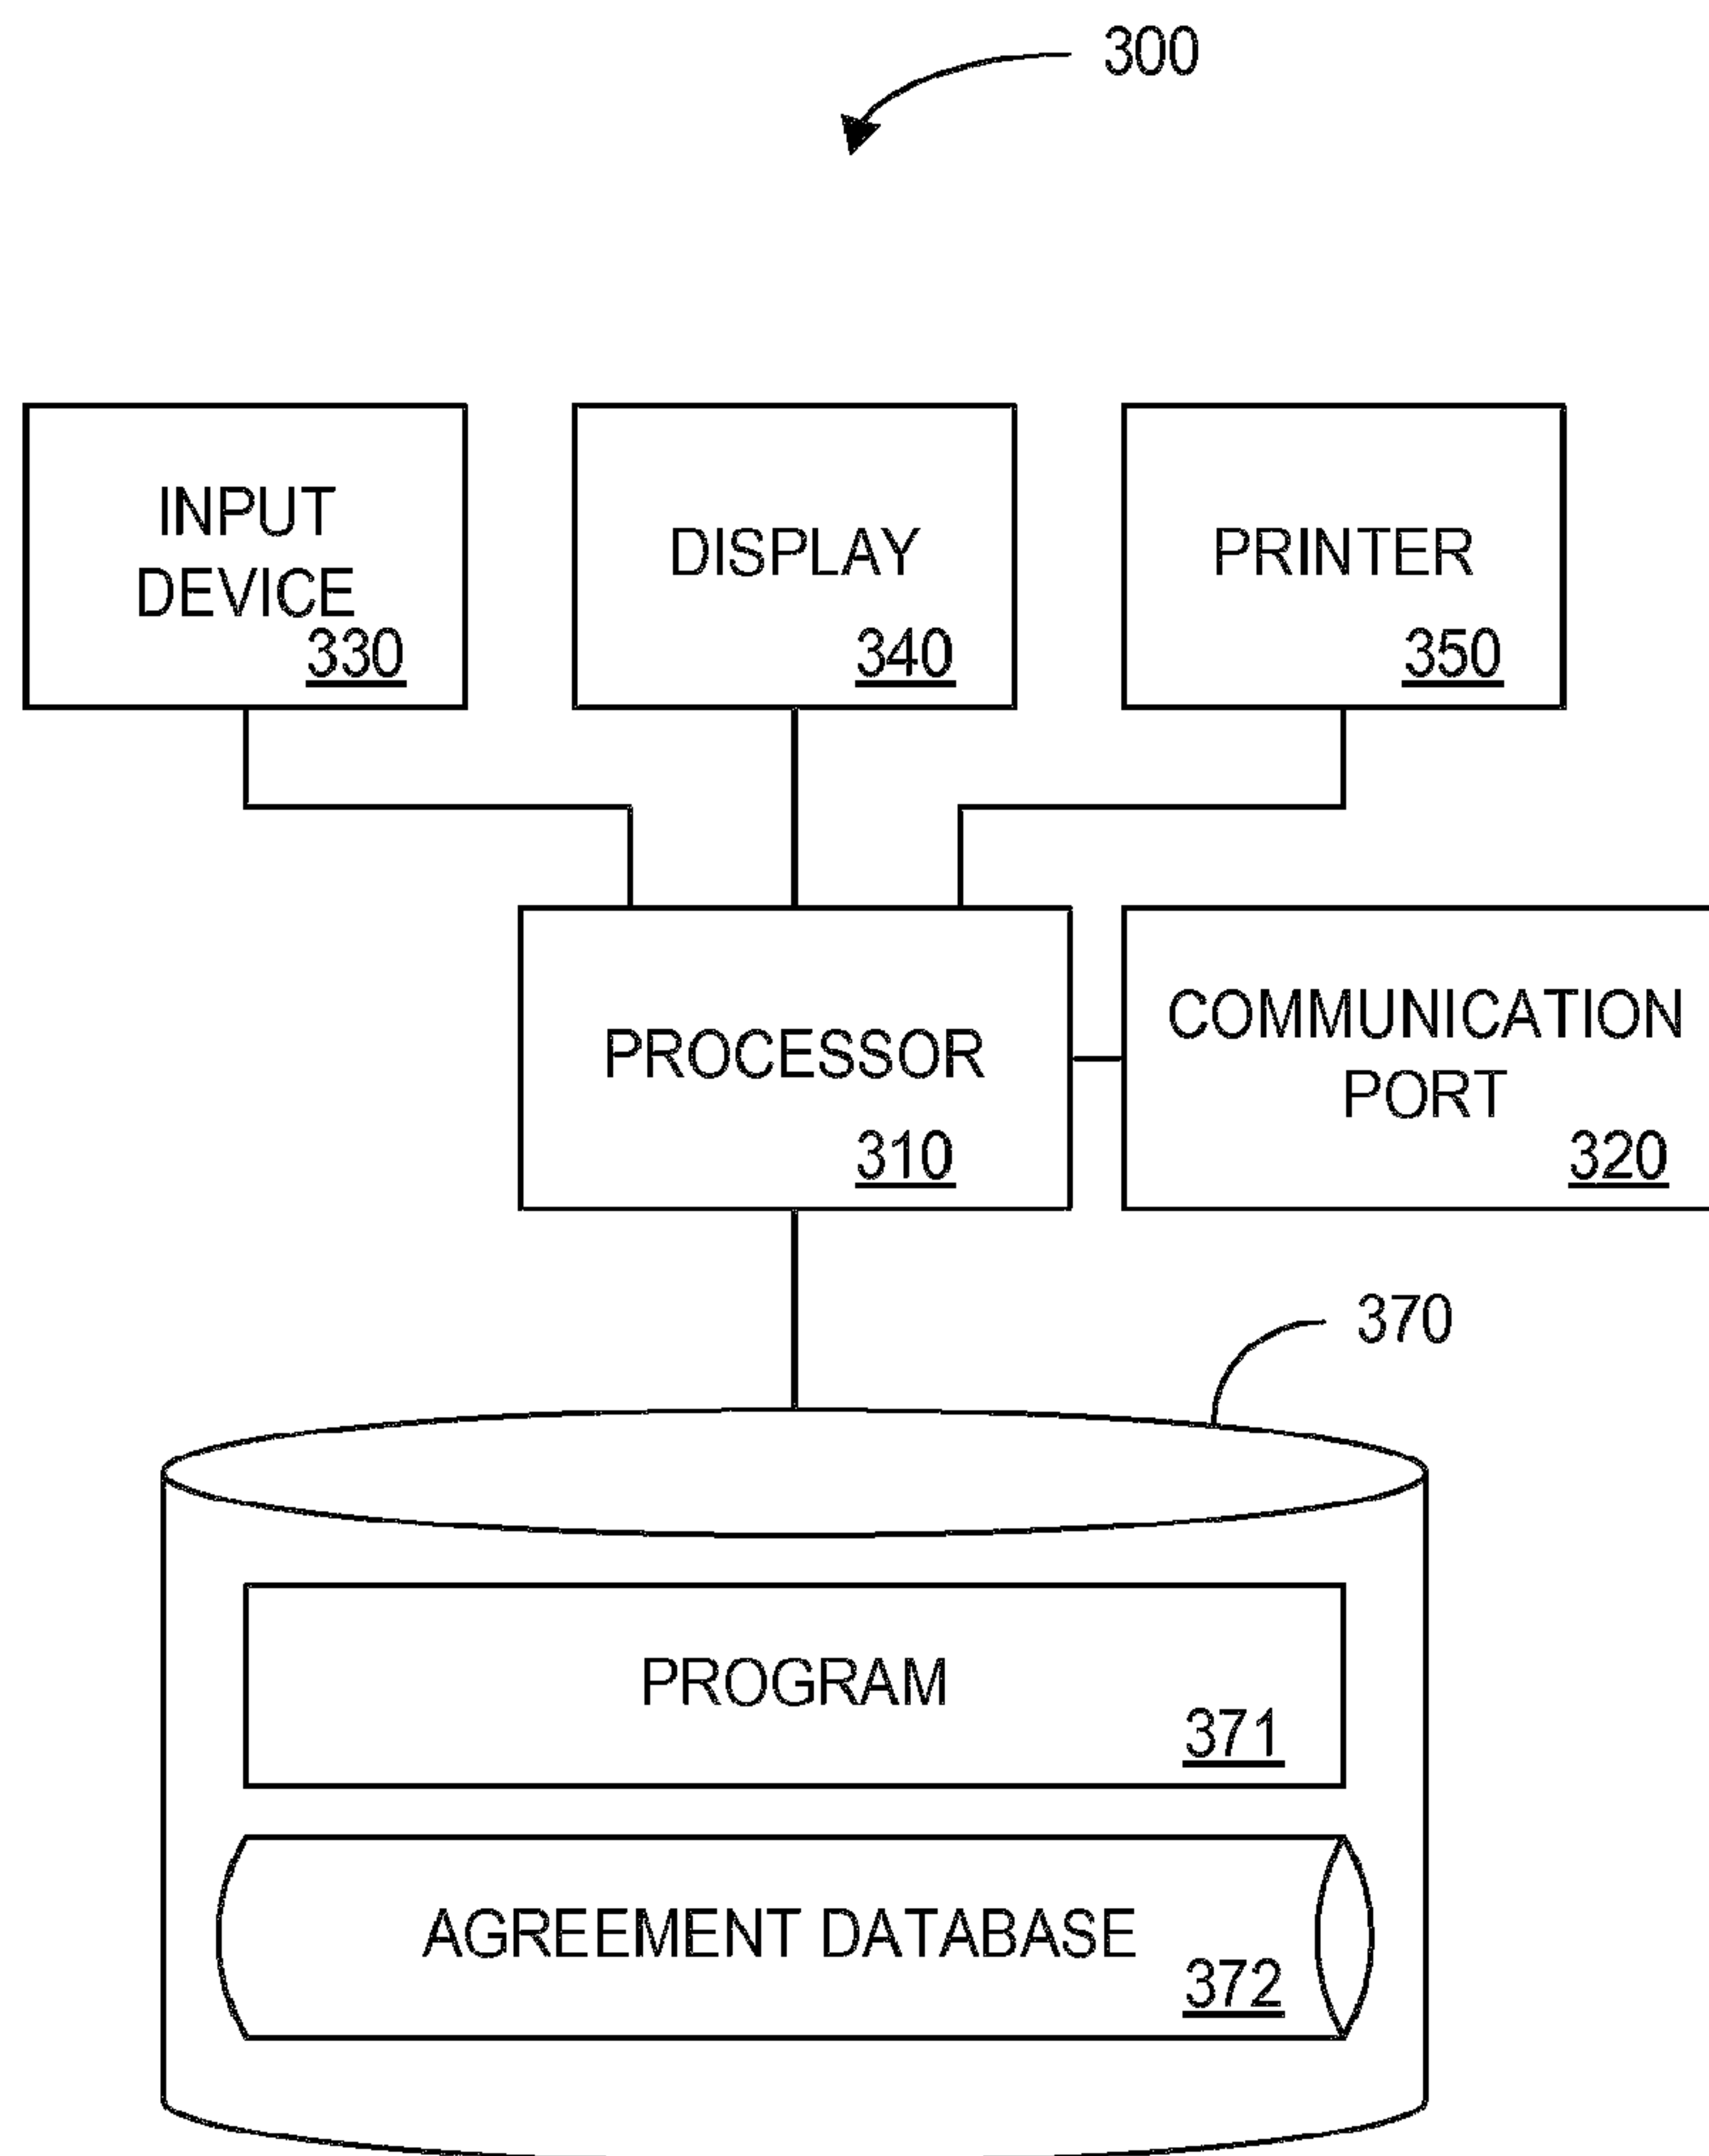 300
INPUT
DEVICE
330
DISPLAY
340
PRINTER
350
PROCESSOR
310
COMMUNICATION
PORT
320
370
PROGRAM
371
AGREEMENT DATABASE
372